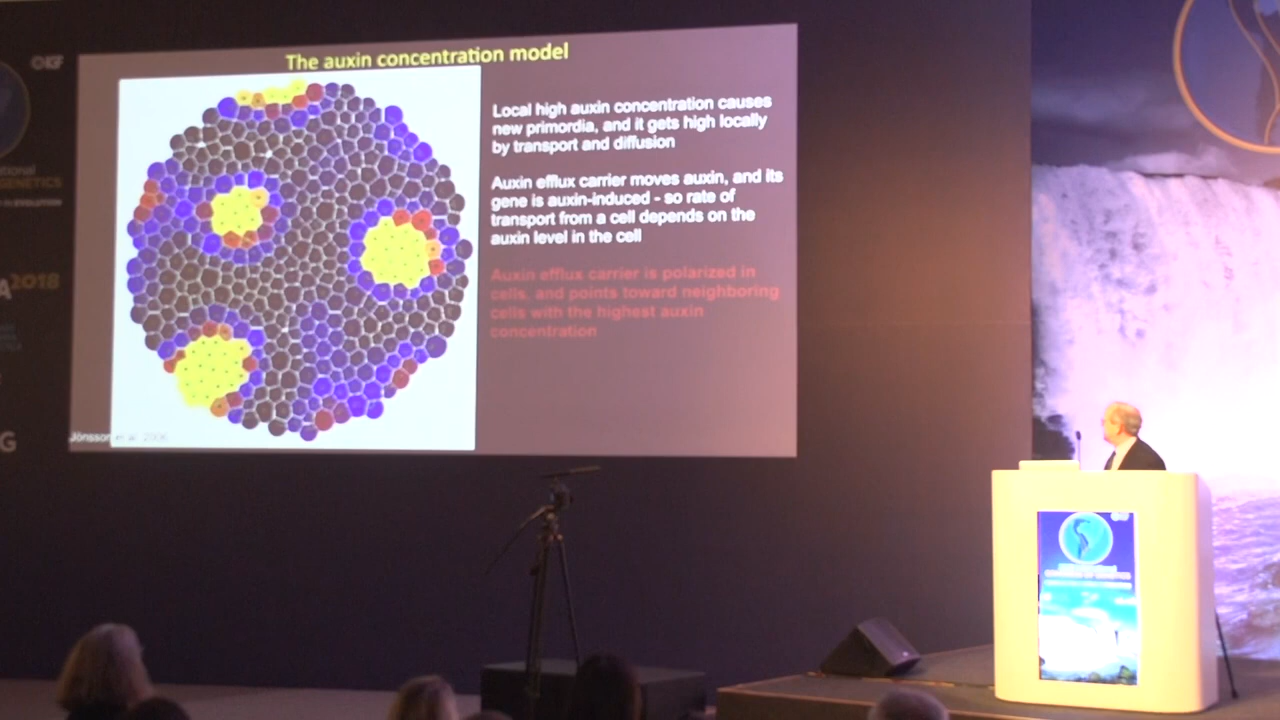 The auxin concentration model
Local high auxin concentration causes
new primordia, and it gets high locally
by transport and diffusion
Auxin efflux carrier moves auxin, and its
gene is auxin-induced - so rate of
transport from a cell depends on the
auxin level in the cell
Auxin efflux carrier is polarized in
cells, and points toward neighboring
cells with the highest auxin
concentration
Jönsson et al. 2006
GENETICS
2018
G